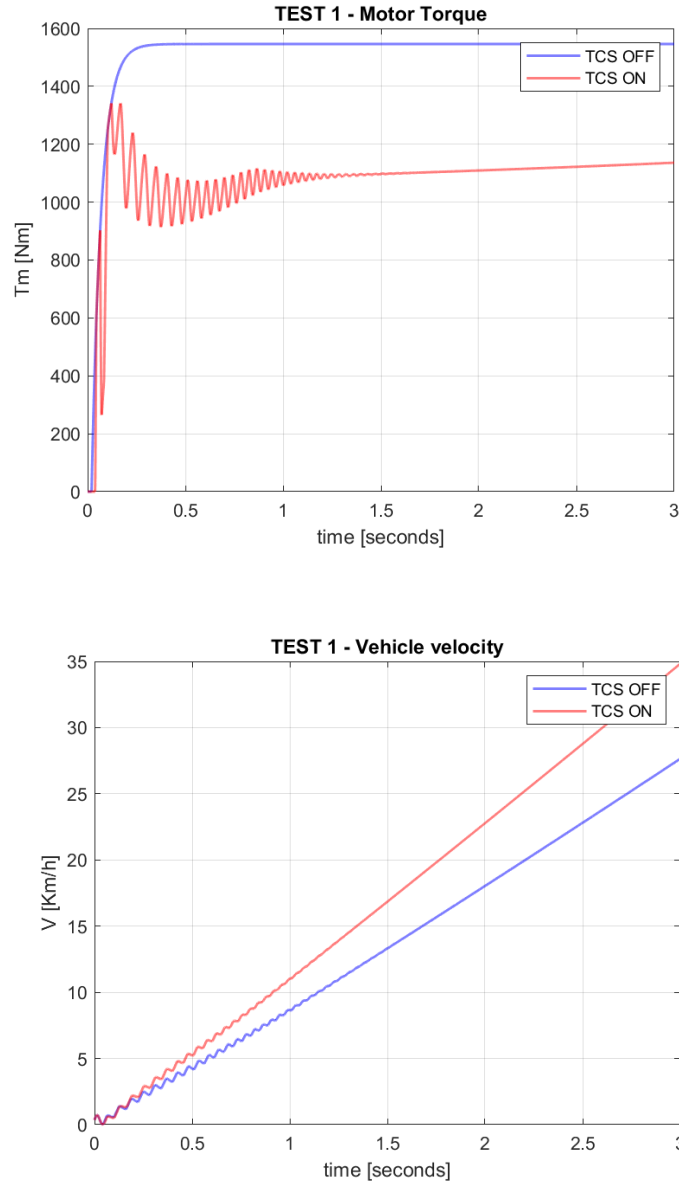 TEST 1 - Motor Torque
1600
1400
1200
1000
800
600
400
200
0
Tm [Nm]
TCS OFF
TCS ON
0 0.5 1 1.5 2 2.5 3
time [seconds]
TEST 1 - Vehicle velocity
35
30
25
20
15
10
5
0
V [Km/h]
TCS OFF
TCS ON
0 0.5 1 1.5 2 2.5 3
time [seconds]